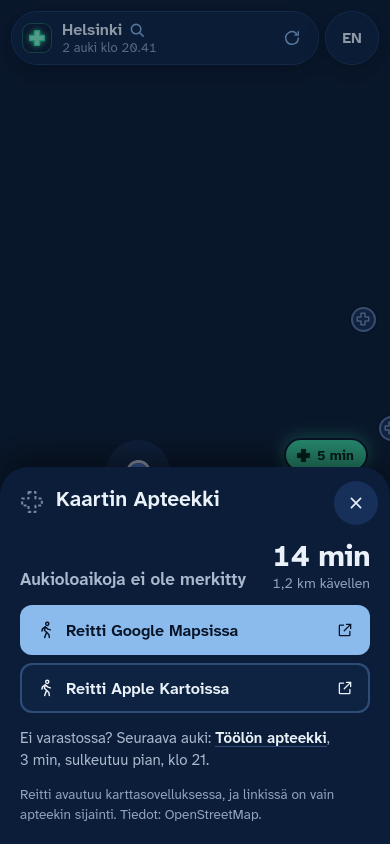 Helsinki
2 auki klo 20.41
EN
5 min
Kaartin Apteekki
14 min
Aukioloaikoja ei ole merkitty
1,2 km kävellen
Reitti Google Mapsissa
Reitti Apple Kartoissa
Ei varastossa? Seuraava auki: Töölön apteekki,
3 min, sulkeutuu pian, klo 21.
Reitti avautuu karttasovelluksessa, ja linkissä on vain
apteekin sijainti. Tiedot: OpenStreetMap.